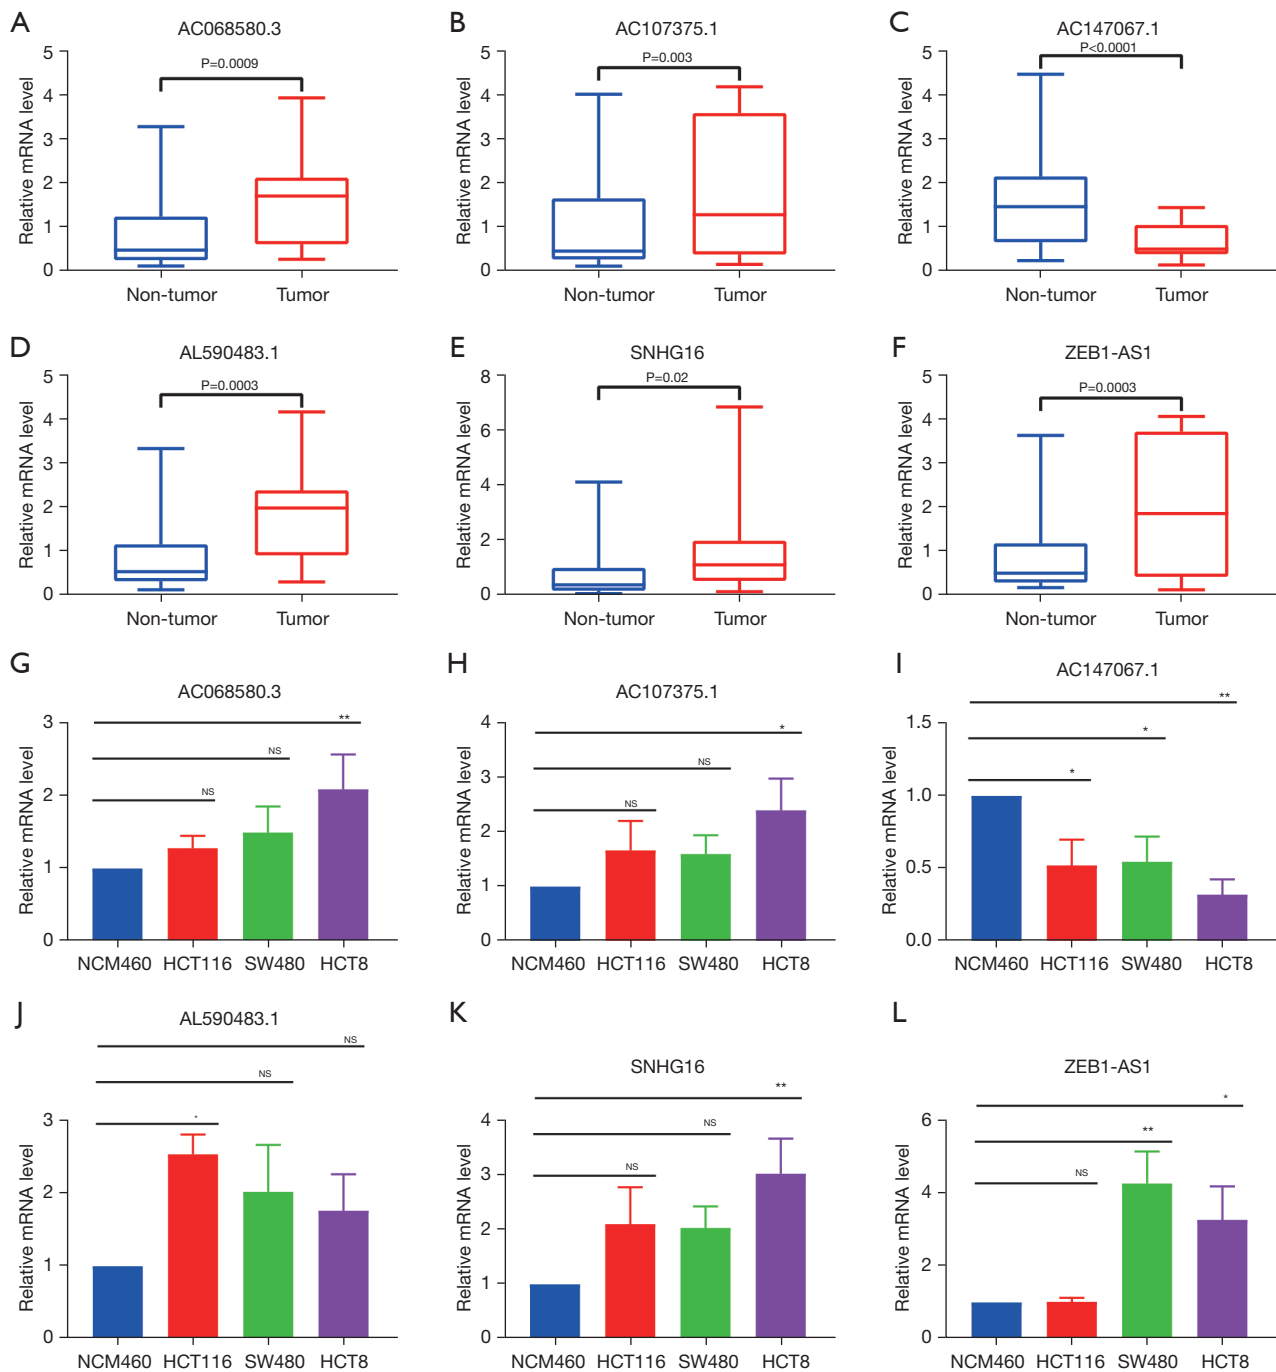 A
AC068580.3
Relative mRNA level
5
4
3
2
1
0
P=0.0009
Non-tumor
Tumor
B
AC107375.1
Relative mRNA level
5
4
3
2
1
0
P=0.003
Non-tumor
Tumor
C
AC147067.1
Relative mRNA level
5
4
3
2
1
0
P<0.0001
Non-tumor
Tumor
D
AL590483.1
Relative mRNA level
5
4
3
2
1
0
P=0.0003
Non-tumor
Tumor
E
SNHG16
Relative mRNA level
8
6
4
2
0
P=0.02
Non-tumor
Tumor
F
ZEB1-AS1
Relative mRNA level
5
4
3
2
1
0
P=0.0003
Non-tumor
Tumor
G
AC068580.3
Relative mRNA level
3
2
1
0
**
NS
NS
NCM460 HCT116 SW480 HCT8
H
AC107375.1
Relative mRNA level
4
3
2
1
0
*
NS
NS
NCM460 HCT116 SW480 HCT8
I
AC147067.1
Relative mRNA level
1.5
1.0
0.5
0.0
**
*
*
NCM460 HCT116 SW480 HCT8
J
AL590483.1
Relative mRNA level
3
2
1
0
NS
NS
*
NCM460 HCT116 SW480 HCT8
K
SNHG16
Relative mRNA level
4
3
2
1
0
**
NS
NS
NCM460 HCT116 SW480 HCT8
L
ZEB1-AS1
Relative mRNA level
6
4
2
0
*
**
NS
NCM460 HCT116 SW480 HCT8